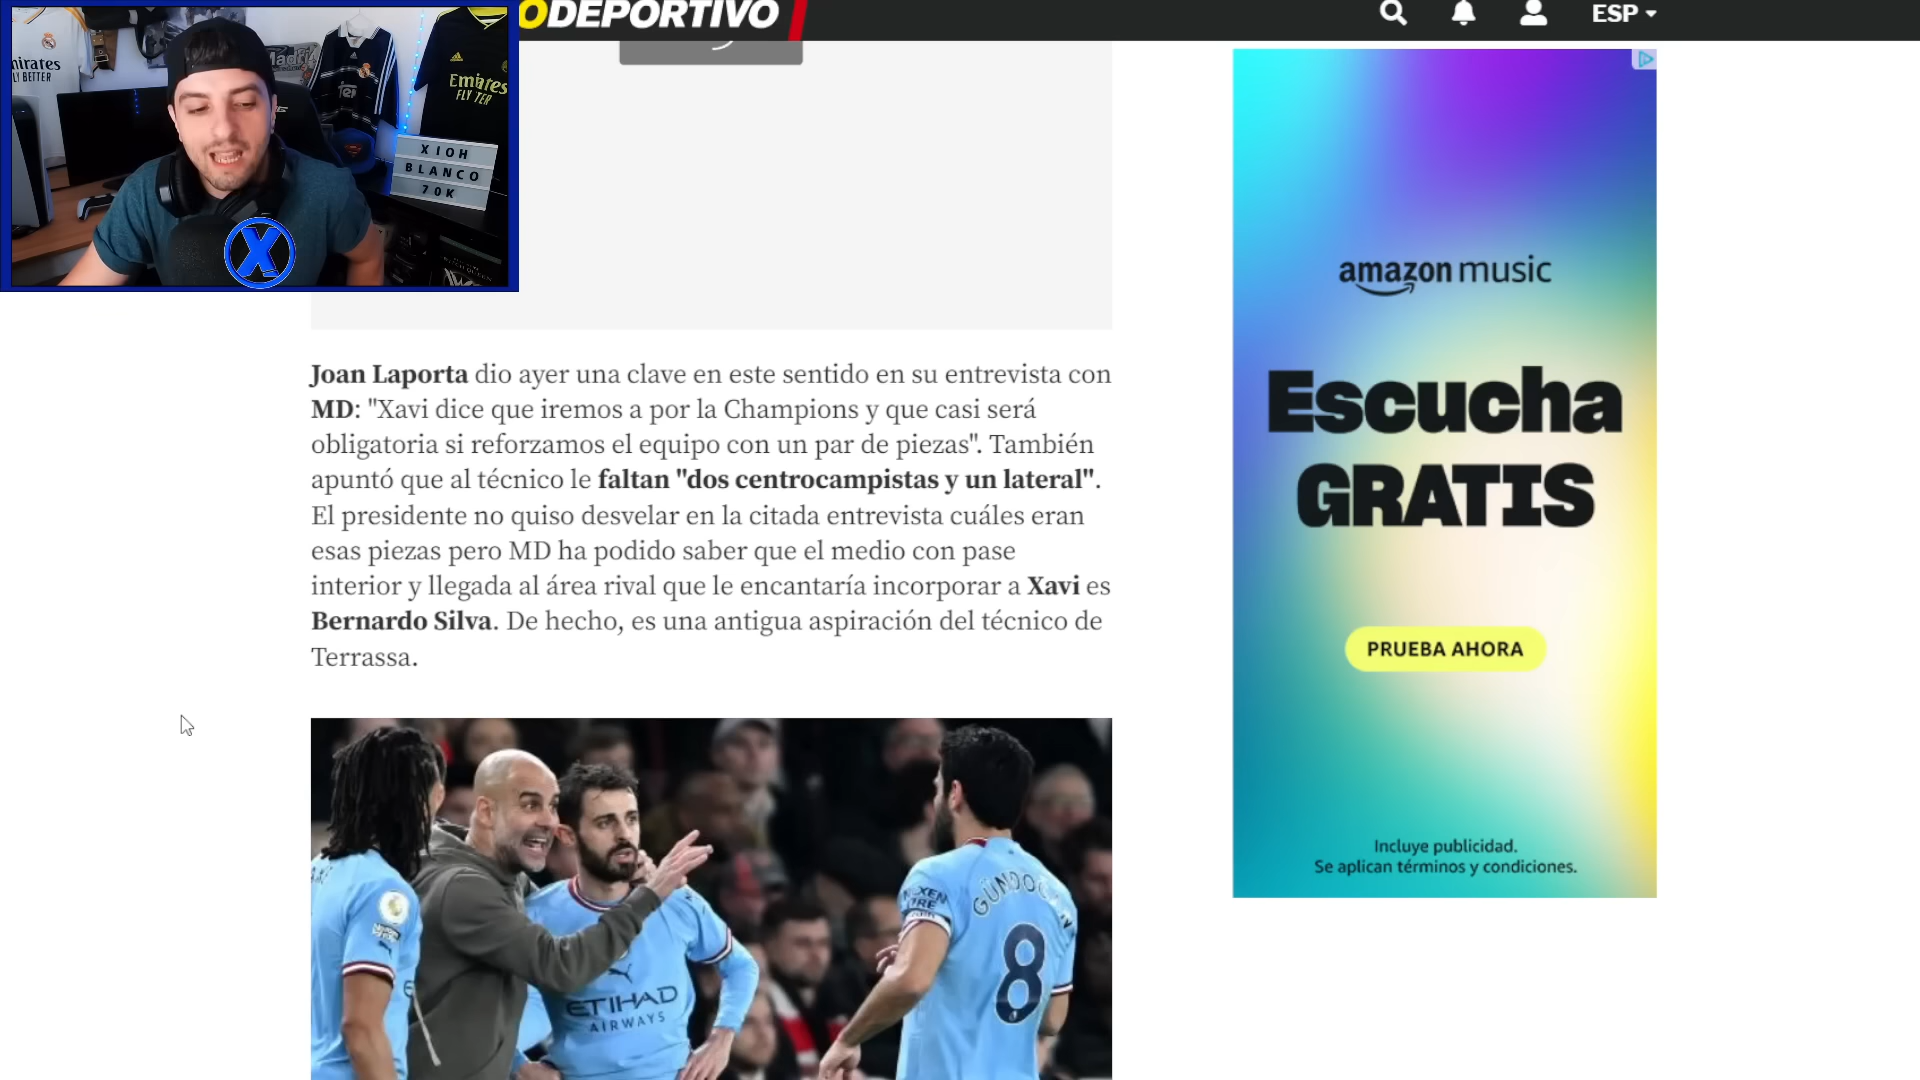 ODEPORTIVO
ESP
Emirates
FLY BETTER
XIOH
BLANCO
70K
X
Joan Laporta dio ayer una clave en este sentido en su entrevista con
MD: "Xavi dice que iremos a por la Champions y que casi será
obligatoria si reforzamos el equipo con un par de piezas". También
apuntó que al técnico le faltan "dos centrocampistas y un lateral".
El presidente no quiso desvelar en la citada entrevista cuáles eran
esas piezas pero MD ha podido saber que el medio con pase
interior y llegada al área rival que le encantaría incorporar a Xavi es
Bernardo Silva. De hecho, es una antigua aspiración del técnico de
Terrassa.
ETIHAD
AIRWAYS
8
amazon music
Escucha
GRATIS
PRUEBA AHORA
Incluye publicidad.
Se aplican términos y condiciones.